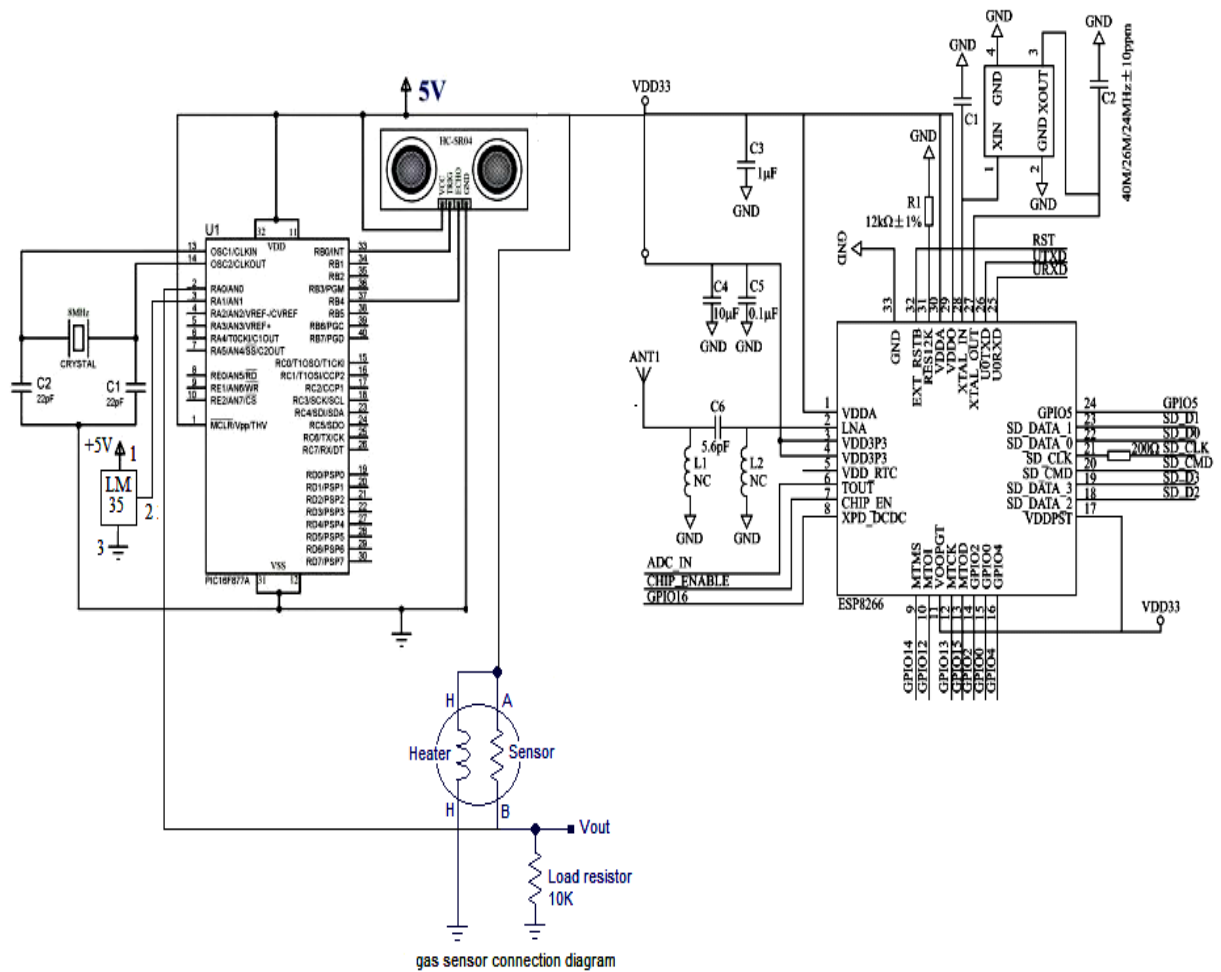 5V
HC-SR04
VCC
TRIG
ECHO
GND
U1
32
11
VDD
13
OSC1/CLKIN
14
OSC2/CLKOUT
2
RA0/AN0
3
RA1/AN1
4
RA2/AN2/VREF-/CVREF
5
RA3/AN3/VREF+
6
RA4/T0CKI/C1OUT
7
RA5/AN4/SS/C2OUT
8
RE0/AN5/RD
9
RE1/AN6/WR
10
RE2/AN7/CS
1
MCLR/Vpp/THV
RB0/INT
33
RB1
34
RB2
35
RB3/PGM
36
RB4
37
RB5
38
RB6/PGC
39
RB7/PGD
40
RC0/T1OSO/T1CKI
15
RC1/T1OSI/CCP2
16
RC2/CCP1
17
RC3/SCK/SCL
18
RC4/SDI/SDA
23
RC5/SDO
24
RC6/TX/CK
25
RC7/RX/DT
26
RD0/PSP0
19
RD1/PSP1
20
RD2/PSP2
21
RD3/PSP3
22
RD4/PSP4
27
RD5/PSP5
28
RD6/PSP6
29
RD7/PSP7
30
VSS
PIC16F877A
31
12
8MHz
CRYSTAL
C2
22pF
C1
22pF
+5V
1
LM
35
2
3
H
A
Heater
Sensor
H
B
Vout
Load resistor
10K
gas sensor connection diagram
VDD33
C3
1μF
GND
C4
10μF
GND
C5
0.1μF
GND
ANT1
C6
5.6pF
L1
NC
GND
L2
NC
GND
ADC_IN
CHIP_ENABLE
GPIO16
GND
R1
12kΩ±1%
GND
GND
C1
GND
4
3
GND
XOUT
XIN
GND
1
2
GND
GND
C2
40M/26M/24MHz±10ppm
RST
UTXD
URXD
33
32
31
30
29
28
27
26
25
GND
EXT_RSTB
RES12K
VDDA
VDDO
XTAL_IN
XTAL_OUT
U0TXD
U0RXD
1
VDDA
2
LNA
3
VDD3P3
4
VDD3P3
5
VDD_RTC
6
TOUT
7
CHIP_EN
8
XPD_DCDC
GPIO5
24
GPIO5
SD_DATA_1
23
SD_D1
SD_DATA_0
22
SD_D0
SD_CLK
21
200Ω
SD_CLK
SD_CMD
20
SD_CMD
SD_DATA_3
19
SD_D3
SD_DATA_2
18
SD_D2
VDDPST
17
MTMS
MTOI
VOOPGT
MTCK
MTOD
GPIO2
GPIO0
GPIO4
ESP8266
9
10
11
12
13
14
15
16
VDD33
GPIO14
GPIO12
GPIO13
GPIO15
GPIO2
GPIO0
GPIO4